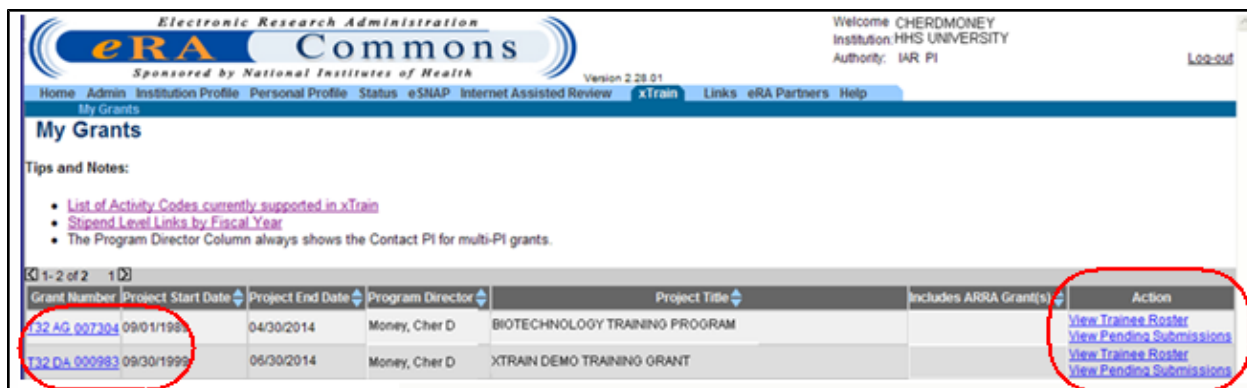 Electronic Research Administration
eRA Commons
Sponsored by National Institutes of Health
Version 2.28.01
Welcome CHERDMONEY
Institution: HHS UNIVERSITY
Authority: IAR PI
Log-out
Home Admin Institution Profile Personal Profile Status eSNAP Internet Assisted Review xTrain Links eRA Partners Help
My Grants
My Grants
Tips and Notes:
List of Activity Codes currently supported in xTrain
Stipend Level Links by Fiscal Year
The Program Director Column always shows the Contact PI for multi-PI grants.
1- 2 of 2 1
Grant Number Project Start Date Project End Date Program Director Project Title Includes ARRA Grant(s) Action
T32 AG 007304 09/01/1989 04/30/2014 Money, Cher D BIOTECHNOLOGY TRAINING PROGRAM View Trainee Roster
View Pending Submissions
T32 DA 000983 09/30/1999 06/30/2014 Money, Cher D XTRAIN DEMO TRAINING GRANT View Trainee Roster
View Pending Submissions